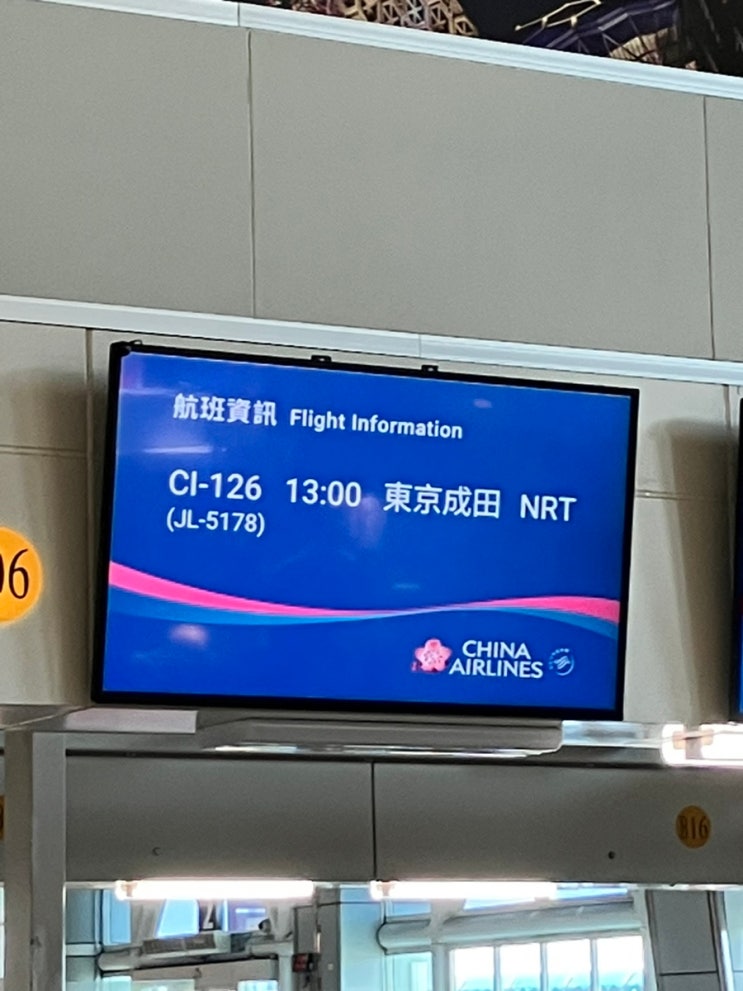 航班資訊 Flight Information
CI-126 13:00 東京成田 NRT
(JL-5178)
06
CHINA
AIRLINES
816